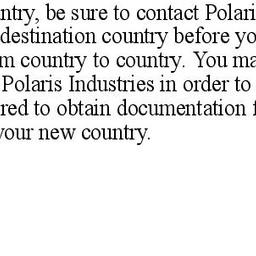 ntry, be sure to contact Polari
destination country before yo
m country to country. You ma
Polaris Industries in order to
red to obtain documentation f
your new country.